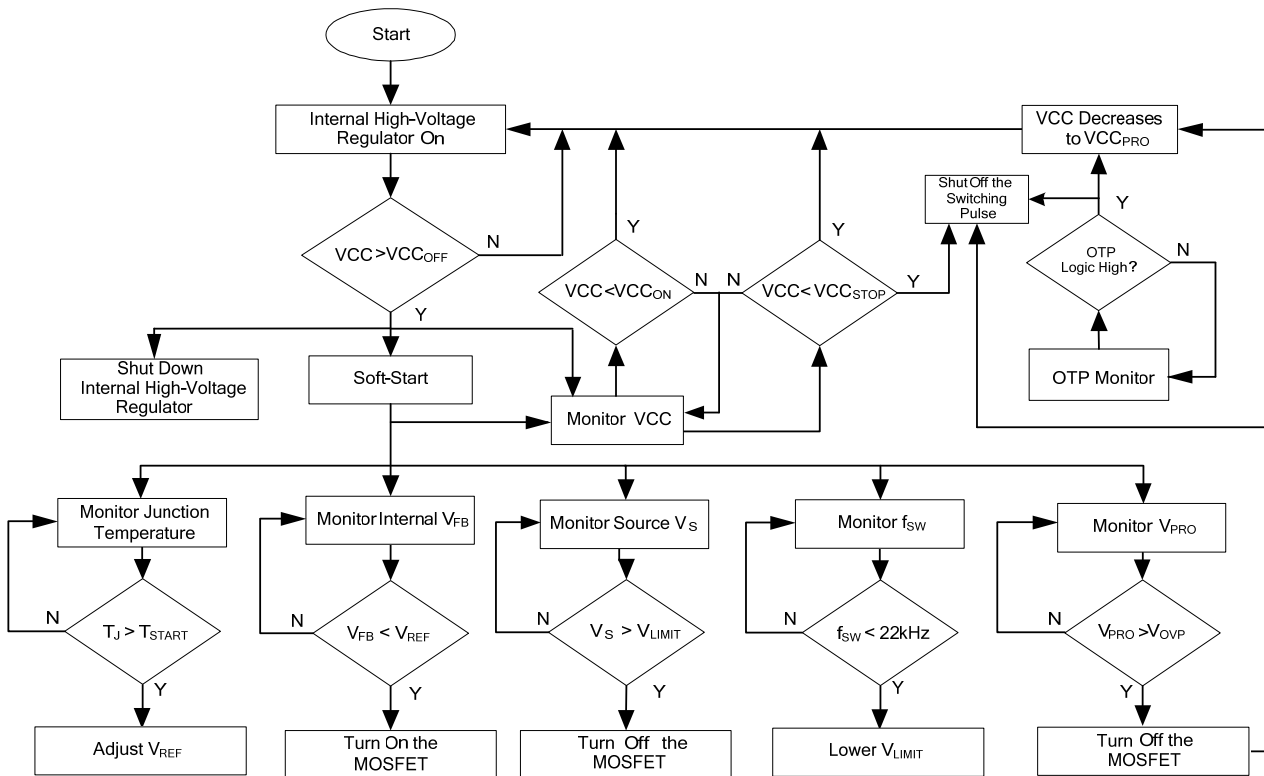 Start
Internal High-Voltage
Regulator On
VCC Decreases
to VCCPRO
Shut Off the
Switching
Pulse
Y
N
OTP
Logic High?
VCC>VCCOFF
N
Y
Y
Y
VCC<VCCON
N
N
VCC<VCCSTOP
Y
Shut Down
Internal High-Voltage
Regulator
Soft-Start
Monitor VCC
OTP Monitor
Monitor Junction
Temperature
Monitor Internal VFB
Monitor Source VS
Monitor fSW
Monitor VPRO
N
TJ > TSTART
Y
N
VFB < VREF
Y
N
VS > VLIMIT
Y
N
fSW < 22kHz
Y
N
VPRO >VOVP
Y
Adjust VREF
Turn On the
MOSFET
Turn Off the
MOSFET
Lower VLIMIT
Turn Off the
MOSFET